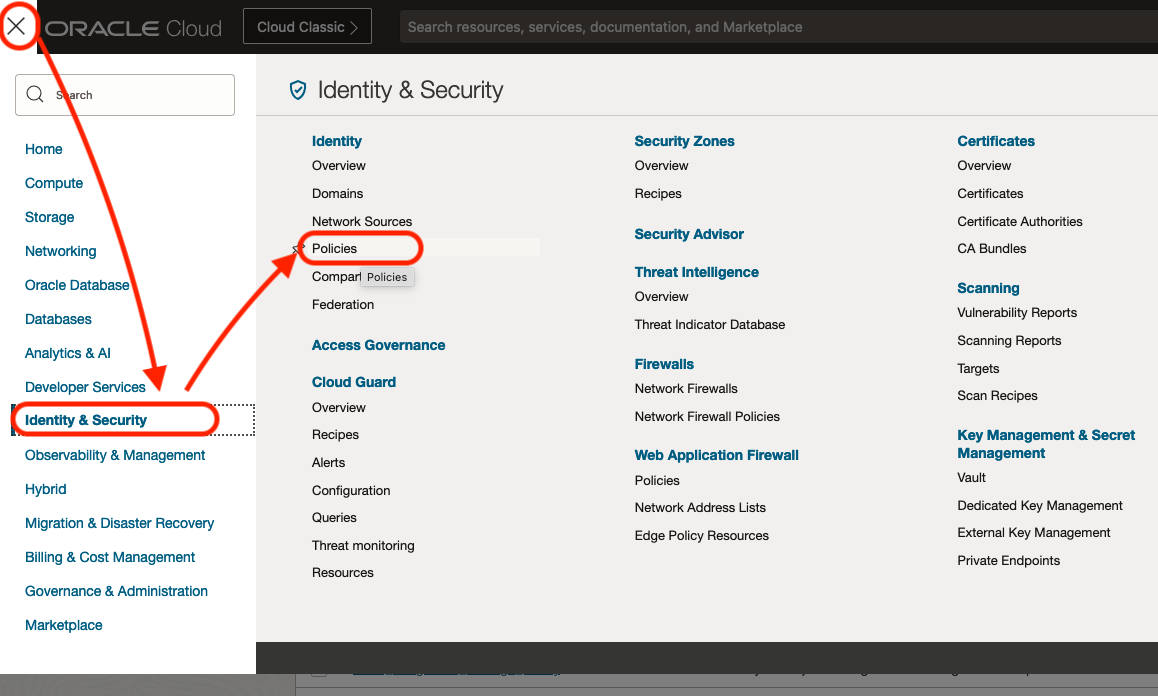 ORACLE Cloud
Cloud Classic >
Search resources, services, documentation, and Marketplace
Search
Home
Compute
Storage
Networking
Oracle Database
Databases
Analytics & AI
Developer Services
Identity & Security
Observability & Management
Hybrid
Migration & Disaster Recovery
Billing & Cost Management
Governance & Administration
Marketplace
Identity & Security
Identity
Overview
Domains
Network Sources
Policies
Compart
Policies
Federation
Access Governance
Cloud Guard
Overview
Recipes
Alerts
Configuration
Queries
Threat monitoring
Resources
Security Zones
Overview
Recipes
Security Advisor
Threat Intelligence
Overview
Threat Indicator Database
Firewalls
Network Firewalls
Network Firewall Policies
Web Application Firewall
Policies
Network Address Lists
Edge Policy Resources
Certificates
Overview
Certificates
Certificate Authorities
CA Bundles
Scanning
Vulnerability Reports
Scanning Reports
Targets
Scan Recipes
Key Management & Secret
Management
Vault
Dedicated Key Management
External Key Management
Private Endpoints